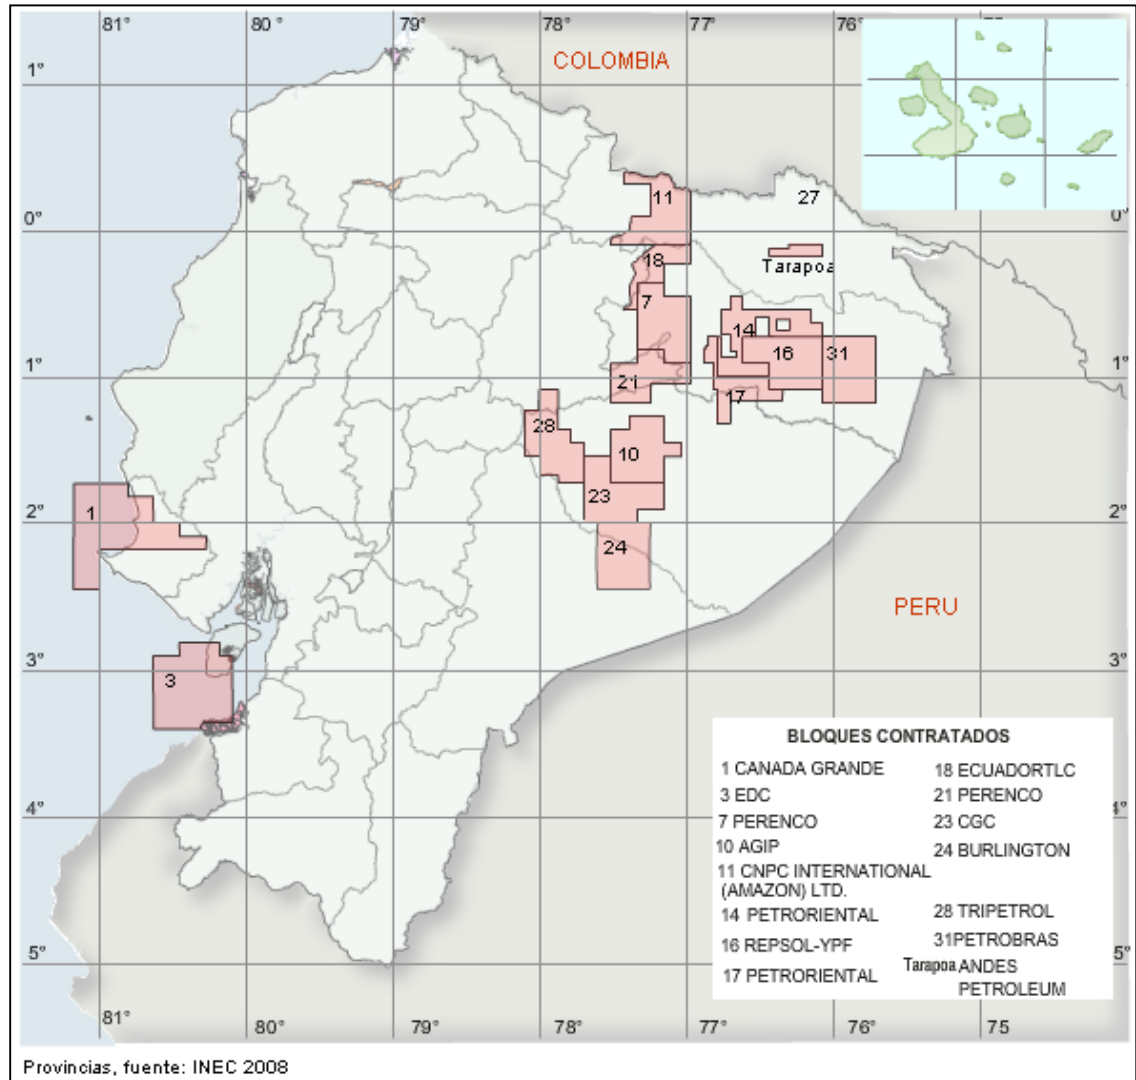 81° 80 79° 78° 77° 76°
COLOMBIA
1°
11 27
0° 0°
18 Tarapoa
7
14
16 31
1° 1°
21
17
28
10
23
1 2° 2°
24
PERU
3° 3°
3
BLOQUES CONTRATADOS
1 CANADA GRANDE 18 ECUADORTLC
3 EDC 21 PERENCO
4° 4°
7 PERENCO 23 CGC
10 AGIP 24 BURLINGTON
11 CNPC INTERNATIONAL
(AMAZON) LTD.
14 PETRORIENTAL 28 TRIPETROL
16 REPSOL-YPF 31PETROBRAS
5° 5°
17 PETRORIENTAL Tarapoa ANDES
PETROLEUM
81° 80° 79° 78° 77° 76° 75
Provincias, fuente: INEC 2008